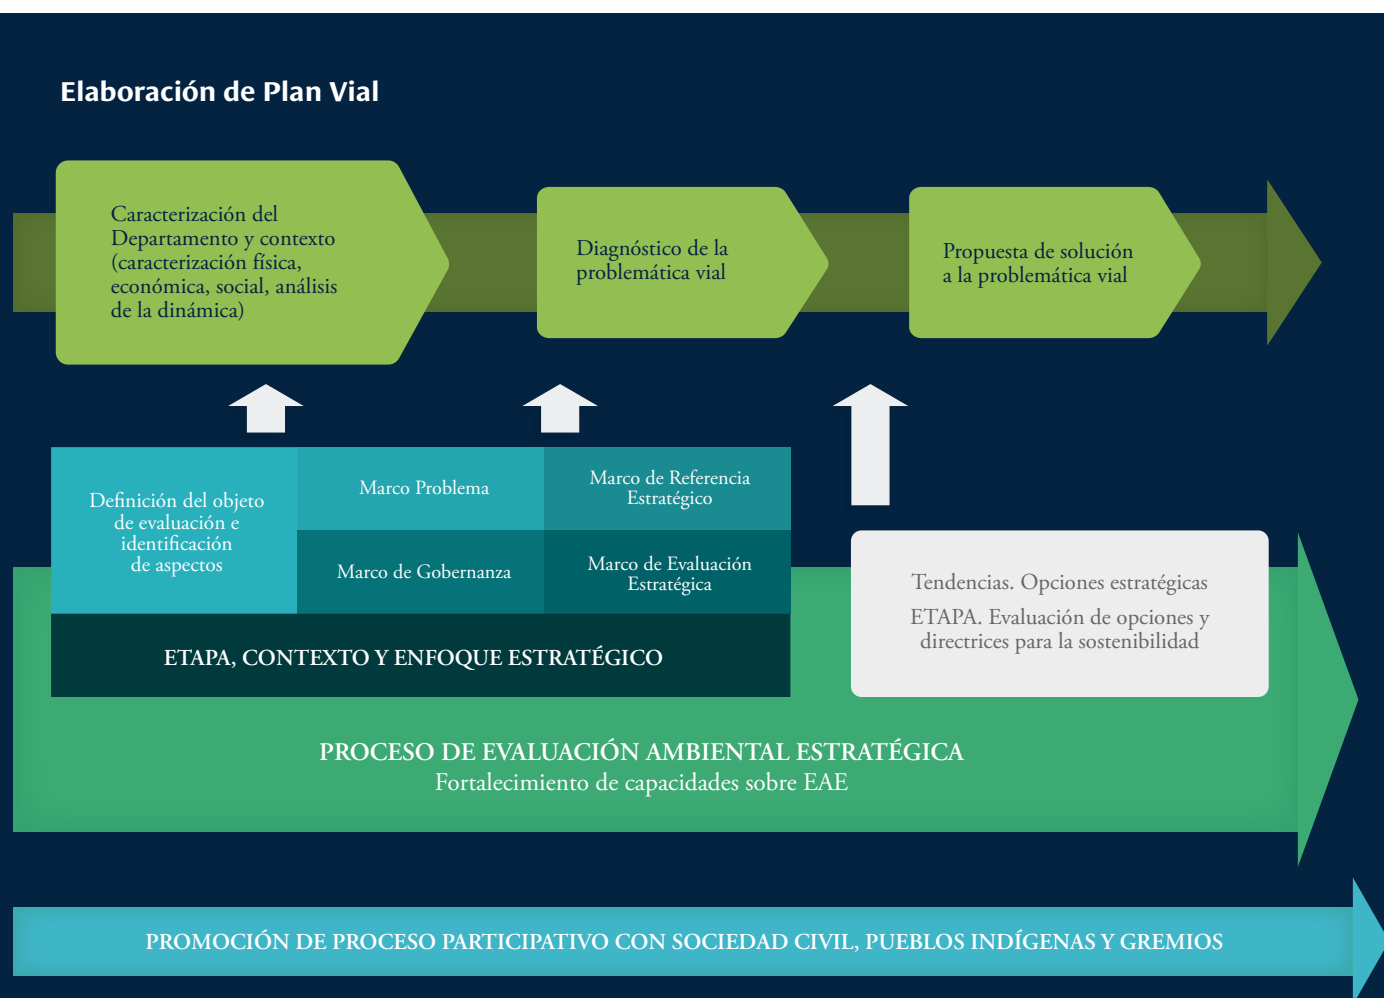 Elaboración de Plan Vial
Caracterización del
Departamento y contexto
(caracterización física,
económica, social, análisis
de la dinámica)
Diagnóstico de la
problemática vial
Propuesta de solución
a la problemática vial
Definición del objeto
de evaluación e
identificación
de aspectos
Marco Problema
Marco de Referencia
Estratégico
Marco de Gobernanza
Marco de Evaluación
Estratégica
ETAPA, CONTEXTO Y ENFOQUE ESTRATÉGICO
Tendencias. Opciones estratégicas
ETAPA. Evaluación de opciones y
directrices para la sostenibilidad
PROCESO DE EVALUACIÓN AMBIENTAL ESTRATÉGICA
Fortalecimiento de capacidades sobre EAE
PROMOCIÓN DE PROCESO PARTICIPATIVO CON SOCIEDAD CIVIL, PUEBLOS INDÍGENAS Y GREMIOS